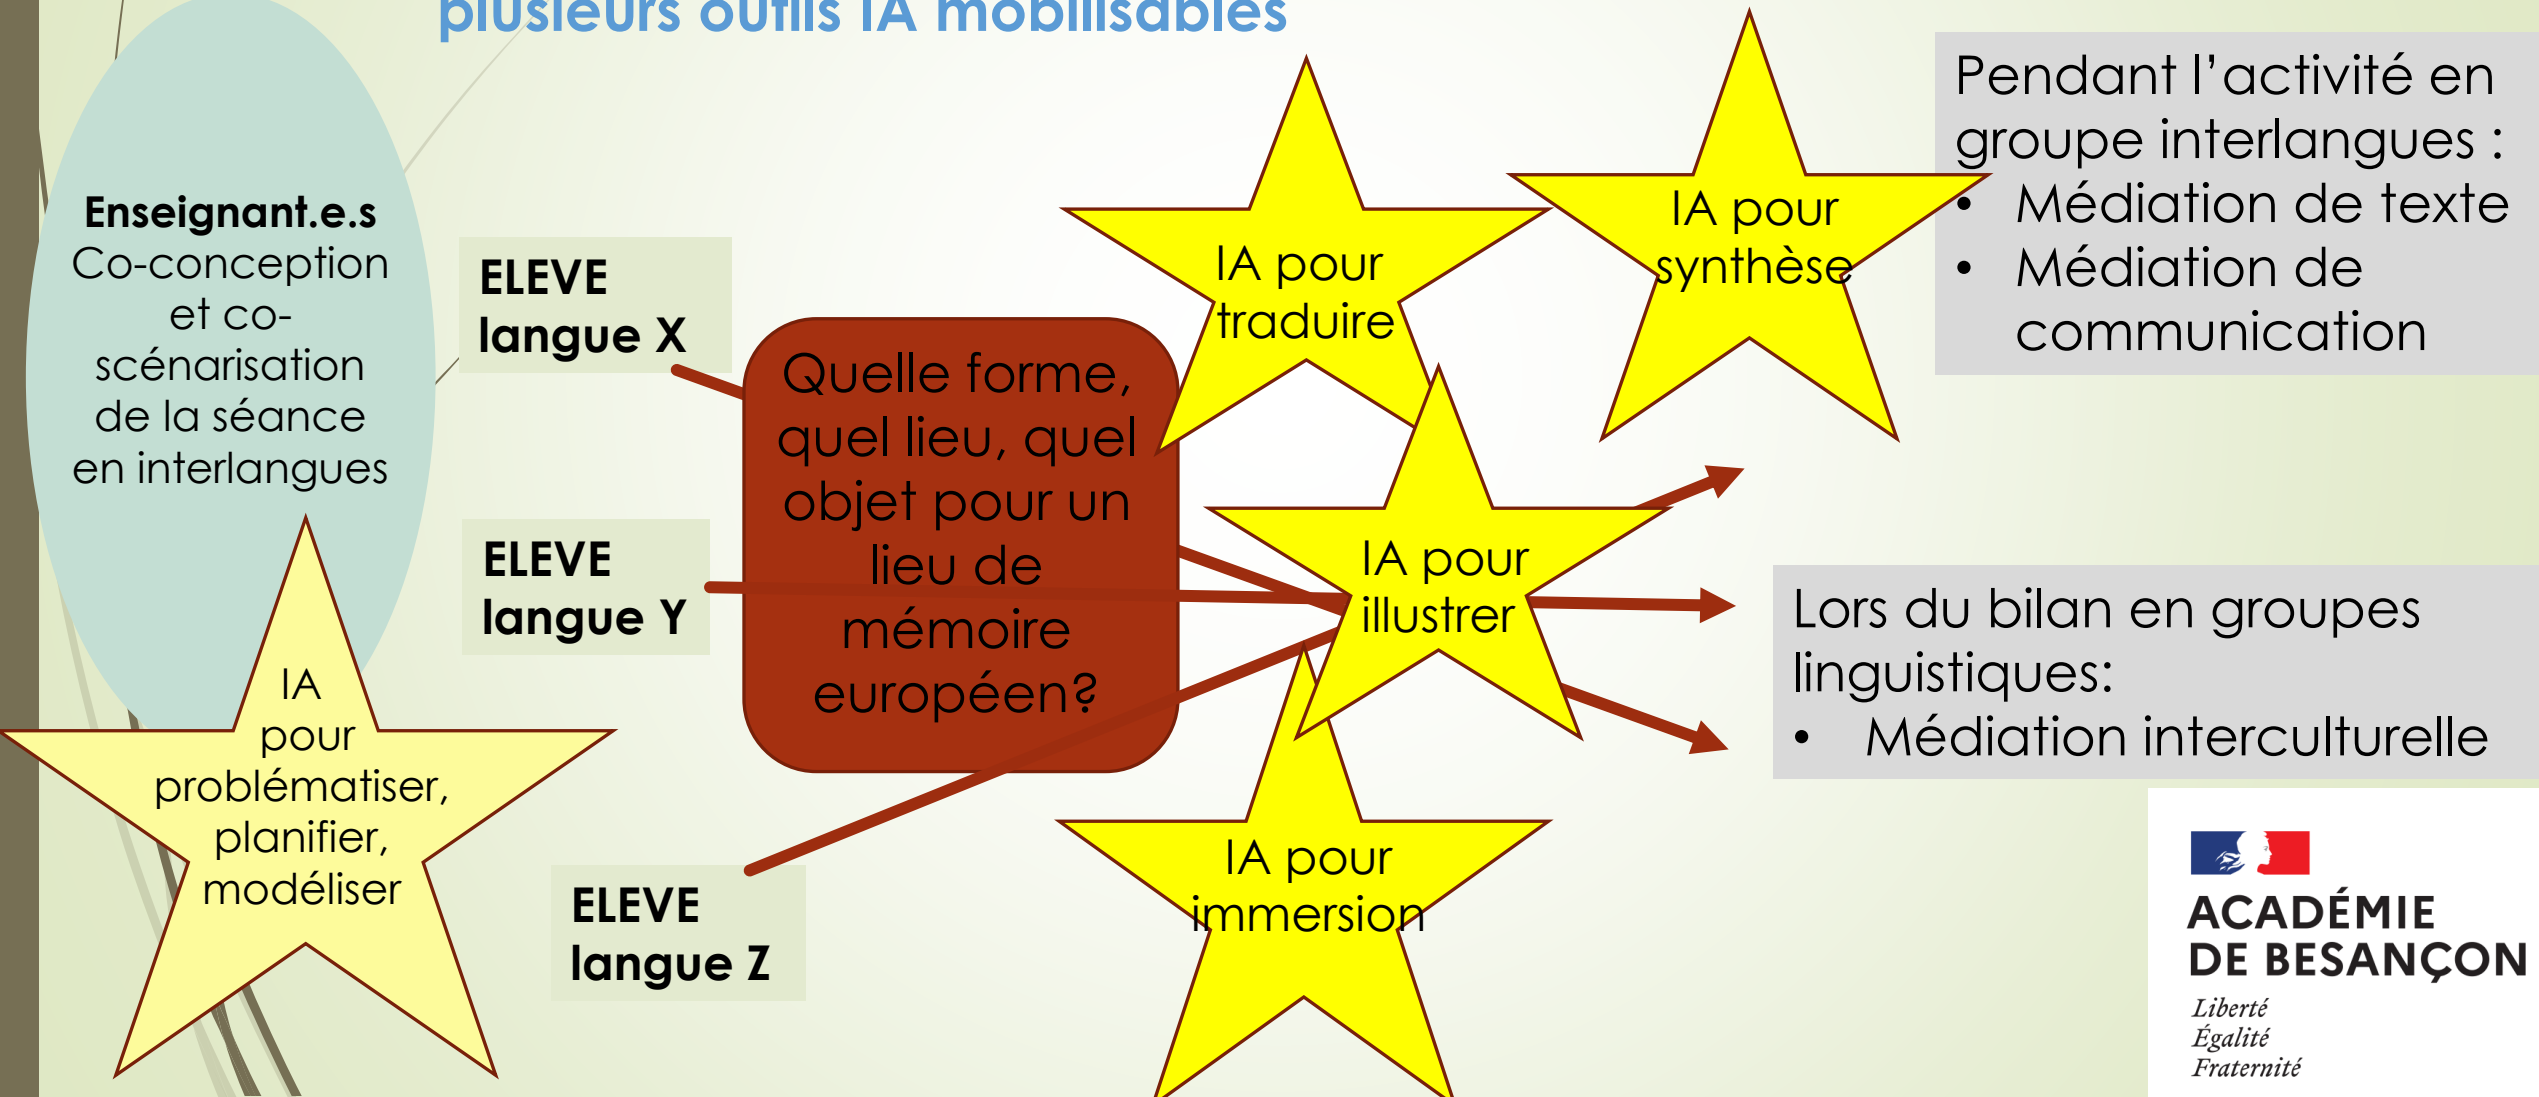 plusieurs outils IA mobilisables
Enseignant.e.s
Co-conception
et co-
scénarisation
de la séance
en interlangues
IA
pour
problématiser,
planifier,
modéliser
ELEVE
langue X
ELEVE
langue Y
ELEVE
langue Z
Quelle forme,
quel lieu, quel
objet pour un
lieu de
mémoire
européen?
IA pour
traduire
IA pour
synthèse
IA pour
illustrer
IA pour
immersion
Pendant l’activité en
groupe interlangues :
• Médiation de texte
• Médiation de
communication
Lors du bilan en groupes
linguistiques:
• Médiation interculturelle
ACADÉMIE
DE BESANÇON
Liberté
Égalité
Fraternité